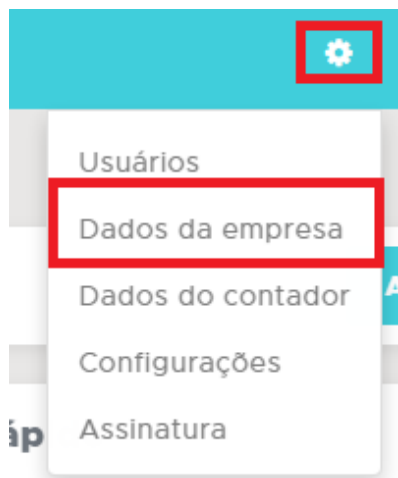 Usuários
Dados da empresa
Dados do contador
Configurações
Assinatura